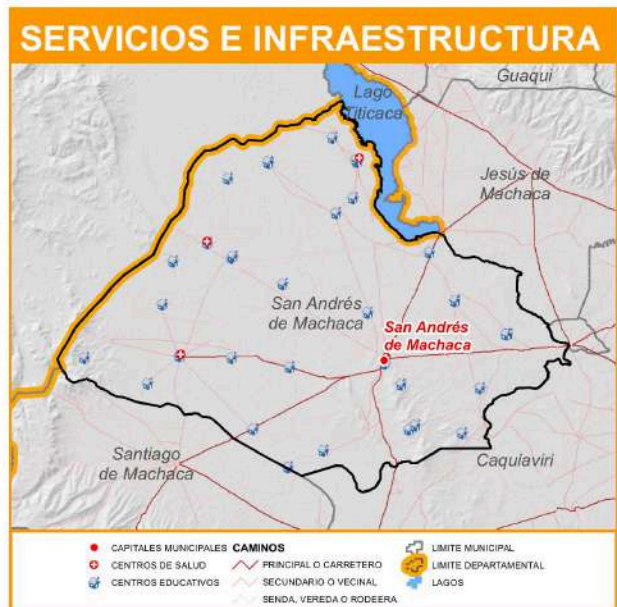 SERVICIOS E INFRAESTRUCTURA
Guaqui
Lago
Titicaca
Jesús de
Machaca
San Andrés
de Machaca
San Andrés
de Machaca
Santiago
de Machaca
Caquiaviri
CAPITALES MUNICIPALES
CENTROS DE SALUD
CENTROS EDUCATIVOS
CAMINOS
PRINCIPAL O CARRETERO
SECUNDARIO O VECINAL
SENDA, VEREDA O RODEERA
LIMITE MUNICIPAL
LIMITE DEPARTAMENTAL
LAGOS